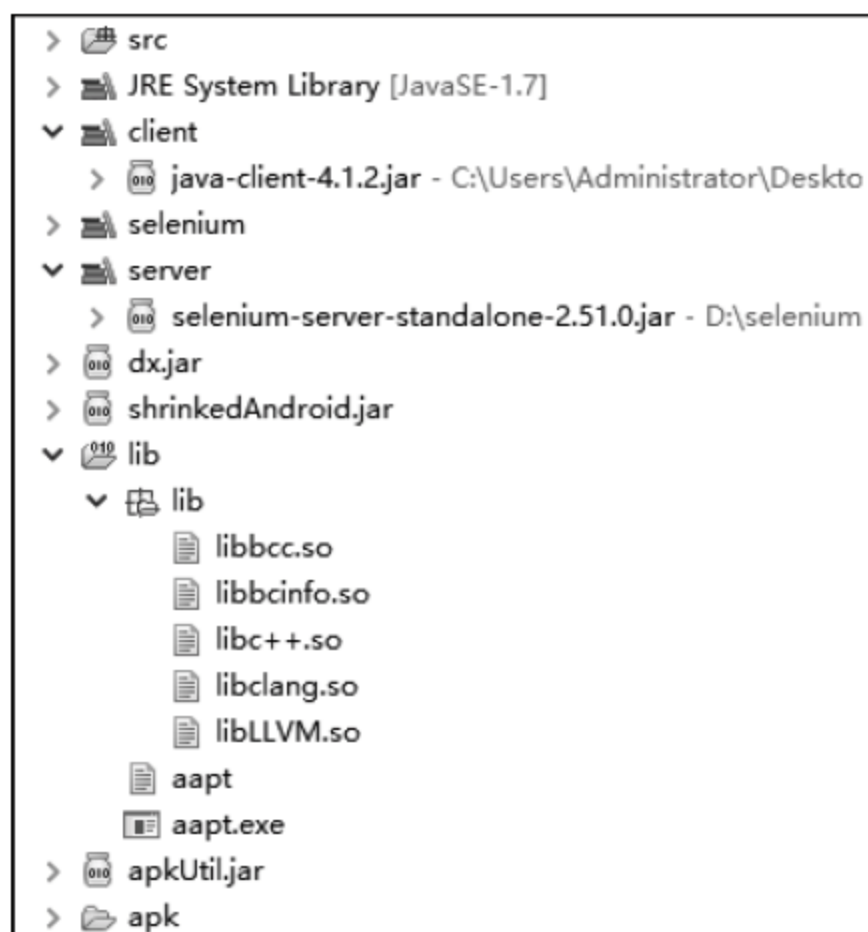 src
JRE System Library [JavaSE-1.7]
client
java-client-4.1.2.jar - C:\Users\Administrator\Deskto
selenium
server
selenium-server-standalone-2.51.0.jar - D:\selenium
dx.jar
shrinkedAndroid.jar
lib
lib
libbcc.so
libbcinfo.so
libc++.so
libclang.so
libLLVM.so
aapt
aapt.exe
apkUtil.jar
apk